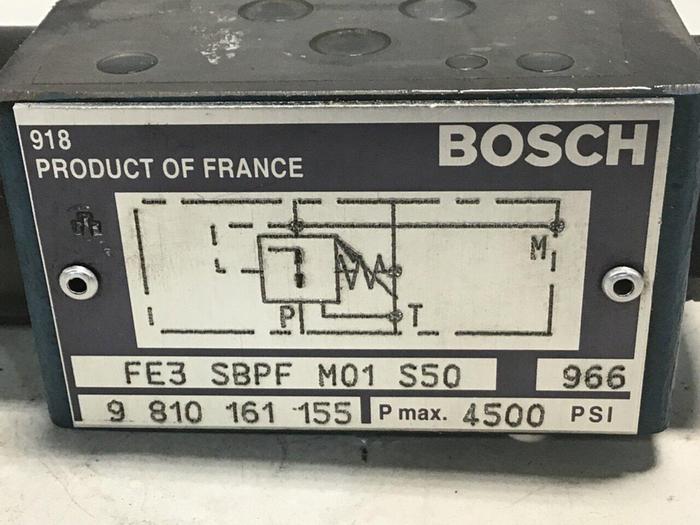 918
BOSCH
PRODUCT OF FRANCE
M
P
T
FE3 SBPF M01 S50 966
9 810 161 155 P max. 4500 PSI